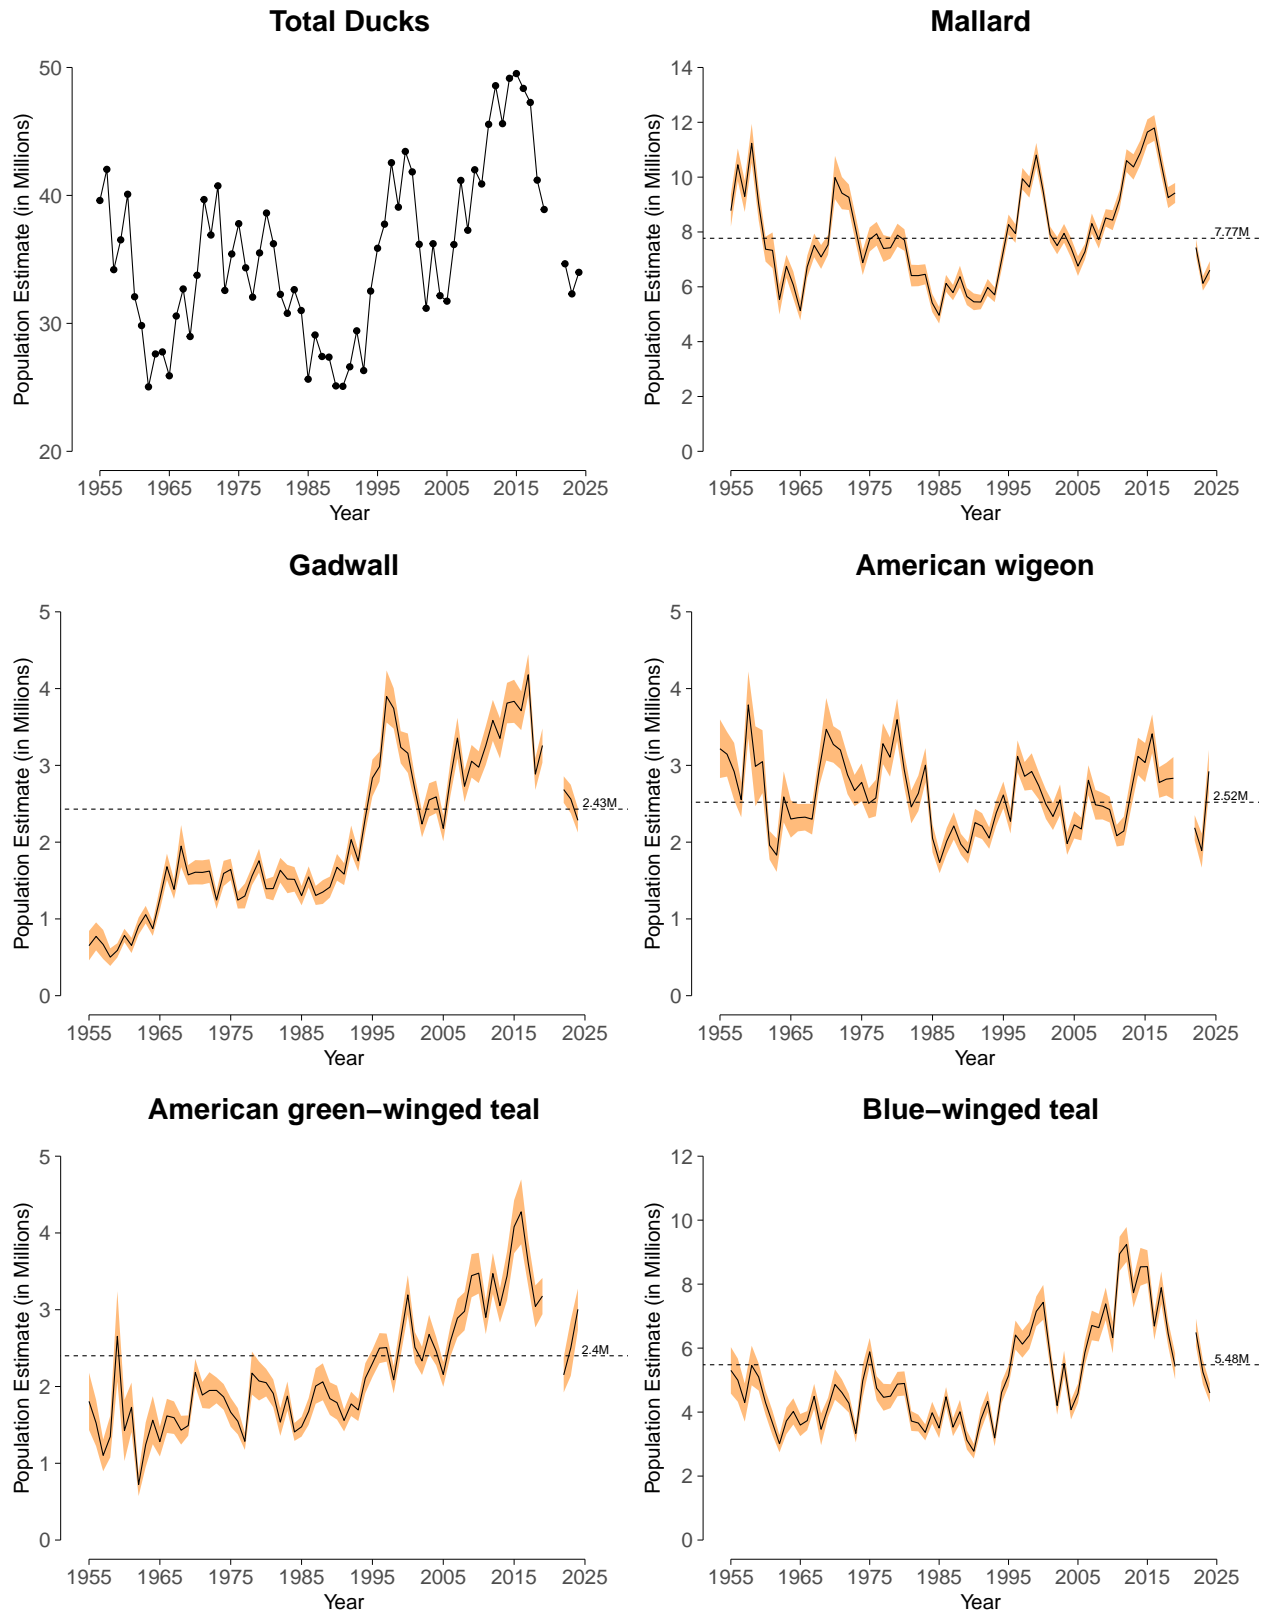 Total Ducks
Population Estimate (in Millions)
50
40
30
20
1955 1965 1975 1985 1995 2005 2015 2025
Year
Mallard
Population Estimate (in Millions)
14
12
10
8
6
4
2
0
7.77M
1955 1965 1975 1985 1995 2005 2015 2025
Year
Gadwall
Population Estimate (in Millions)
5
4
3
2
1
0
2.43M
1955 1965 1975 1985 1995 2005 2015 2025
Year
American wigeon
Population Estimate (in Millions)
5
4
3
2
1
0
2.52M
1955 1965 1975 1985 1995 2005 2015 2025
Year
American green−winged teal
Population Estimate (in Millions)
5
4
3
2
1
0
2.4M
1955 1965 1975 1985 1995 2005 2015 2025
Year
Blue−winged teal
Population Estimate (in Millions)
12
10
8
6
4
2
0
5.48M
1955 1965 1975 1985 1995 2005 2015 2025
Year